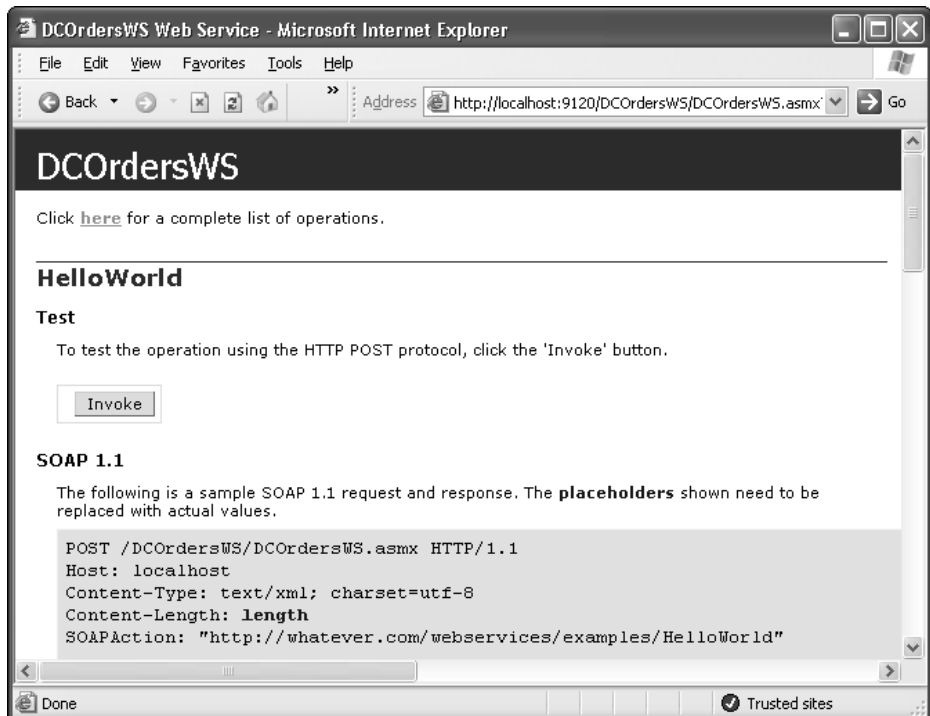 DCOrdersWS Web Service - Microsoft Internet Explorer
File Edit View Favorites Tools Help
Back » Address http://localhost:9120/DCOrdersWS/DCOrdersWS.asmx Go
DCOrdersWS
Click here for a complete list of operations.
HelloWorld
Test
To test the operation using the HTTP POST protocol, click the 'Invoke' button.
Invoke
SOAP 1.1
The following is a sample SOAP 1.1 request and response. The placeholders shown need to be
replaced with actual values.
POST /DCOrdersWS/DCOrdersWS.asmx HTTP/1.1
Host: localhost
Content-Type: text/xml; charset=utf-8
Content-Length: length
SOAPAction: "http://whatever.com/webservices/examples/HelloWorld"
Done Trusted sites